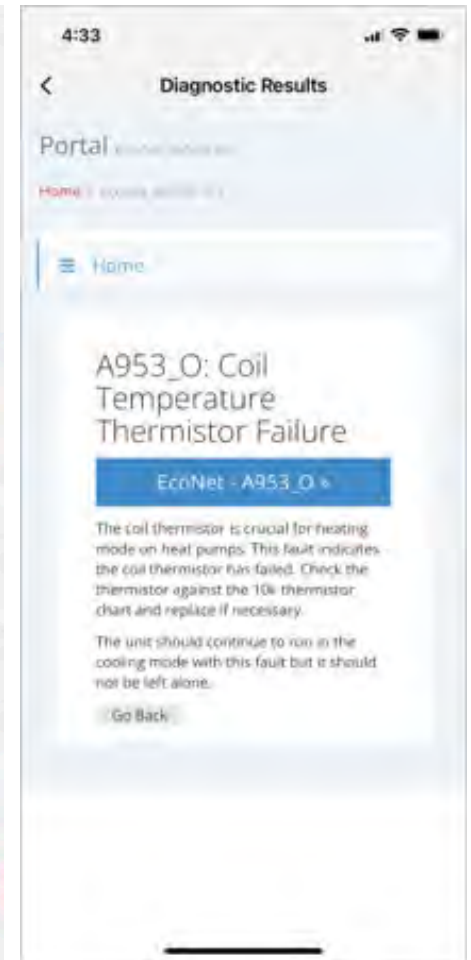 4:33
Diagnostic Results
Portal
Home
Home
A953_O: Coil
Temperature
Thermistor Failure
EcoNet - A953_O »
The coil thermistor is crucial for heating
mode on heat pumps. This fault indicates
the coil thermistor has failed. Check the
thermistor against the 10k thermistor
chart and replace if necessary.
The unit should continue to run in the
cooling mode with this fault but it should
not be left alone.
Go Back